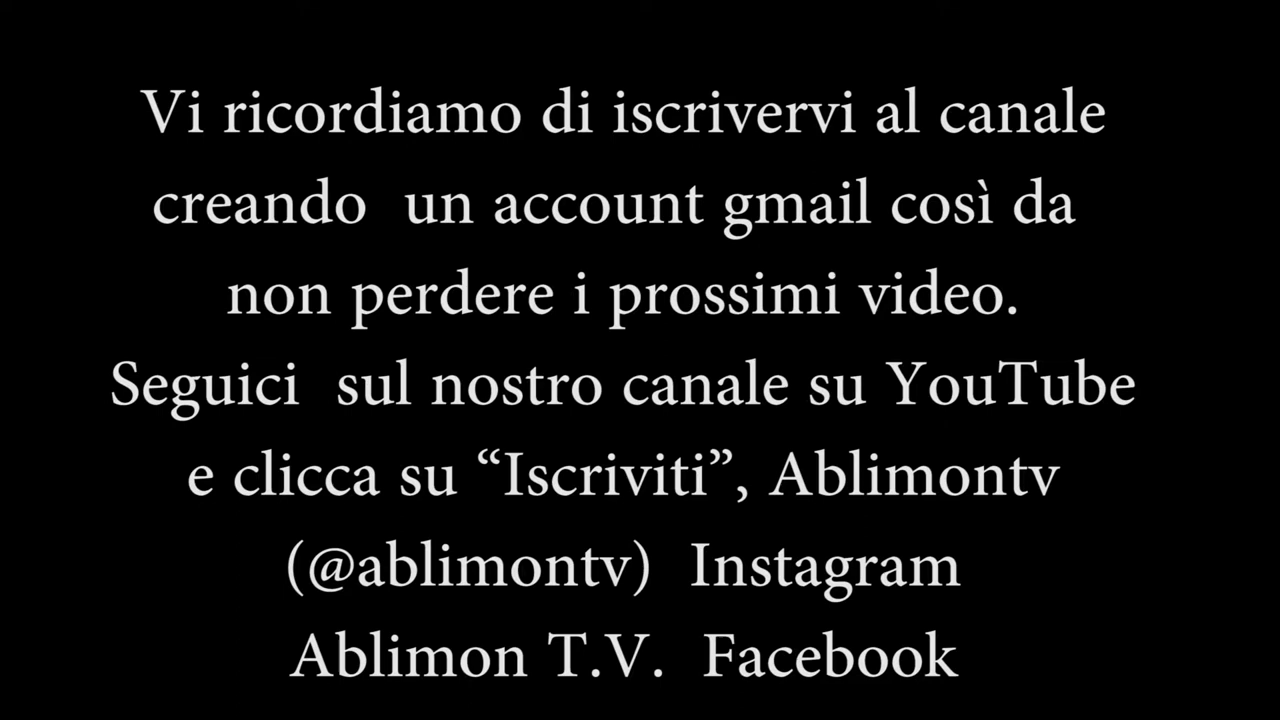 Vi ricordiamo di iscrivervi al canale
creando  un account gmail così da
non perdere i prossimi video.
Seguici  sul nostro canale su YouTube
e clicca su “Iscriviti”, Ablimontv
(@ablimontv)  Instagram
Ablimon T.V.  Facebook